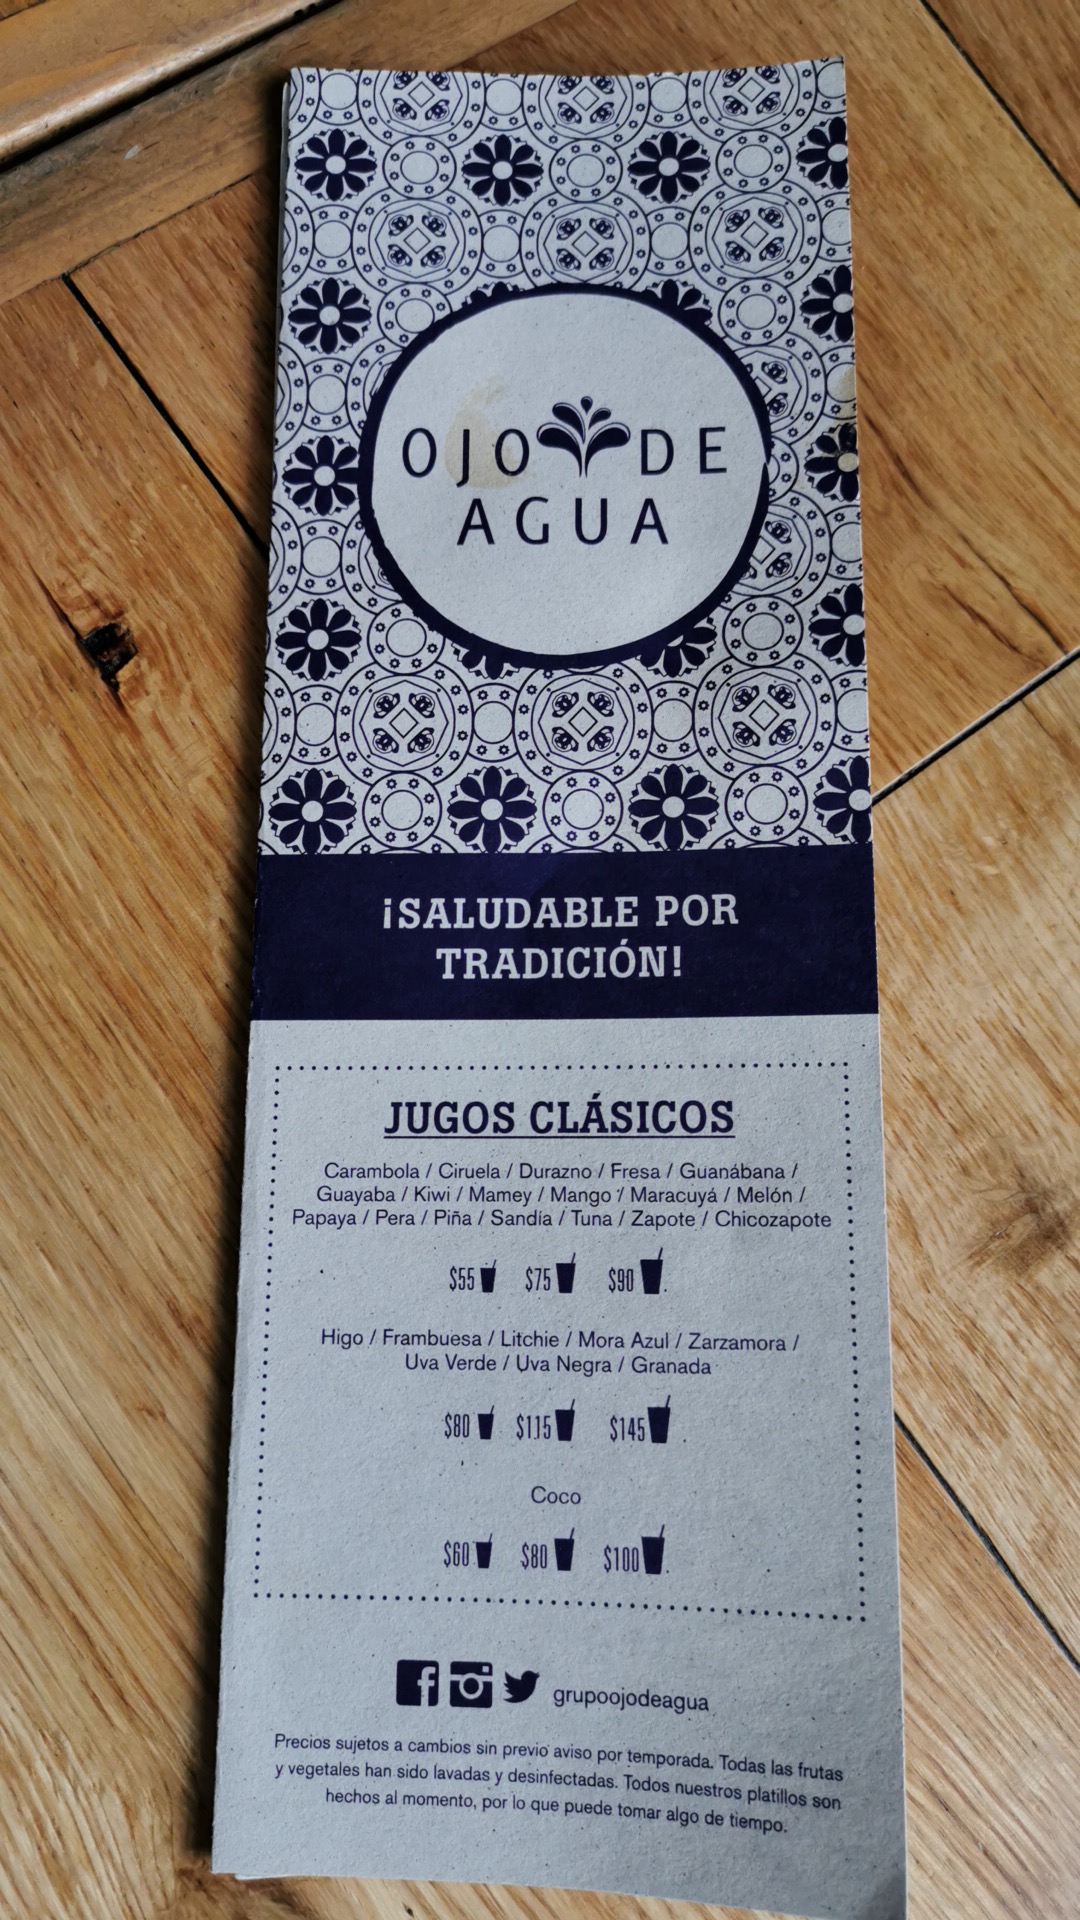 OJO DE
AGUA
¡SALUDABLE POR
TRADICIÓN!
JUGOS CLÁSICOS
Carambola / Ciruela / Durazno / Fresa / Guanábana /
Guayaba / Kiwi / Mamey / Mango / Maracuyá / Melón /
Papaya / Pera / Piña / Sandía / Tuna / Zapote / Chicozapote
$55 $75 $90
Higo / Frambuesa / Litchie / Mora Azul / Zarzamora /
Uva Verde / Uva Negra / Granada
$80 $115 $145
Coco
$60 $80 $100
grupoojodeagua
Precios sujetos a cambios sin previo aviso por temporada. Todas las frutas
y vegetales han sido lavadas y desinfectadas. Todos nuestros platillos son
hechos al momento, por lo que puede tomar algo de tiempo.